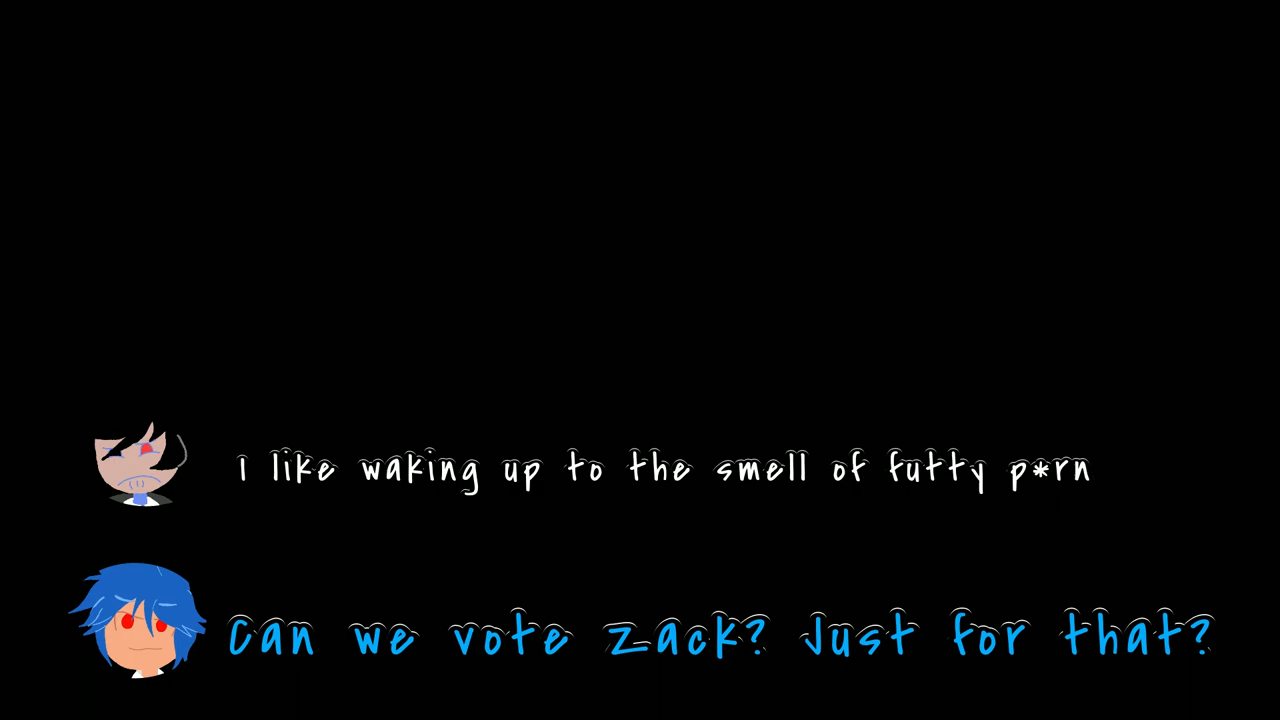 I like waking up to the smell of futty p*rn
Can we vote zack? Just for that?